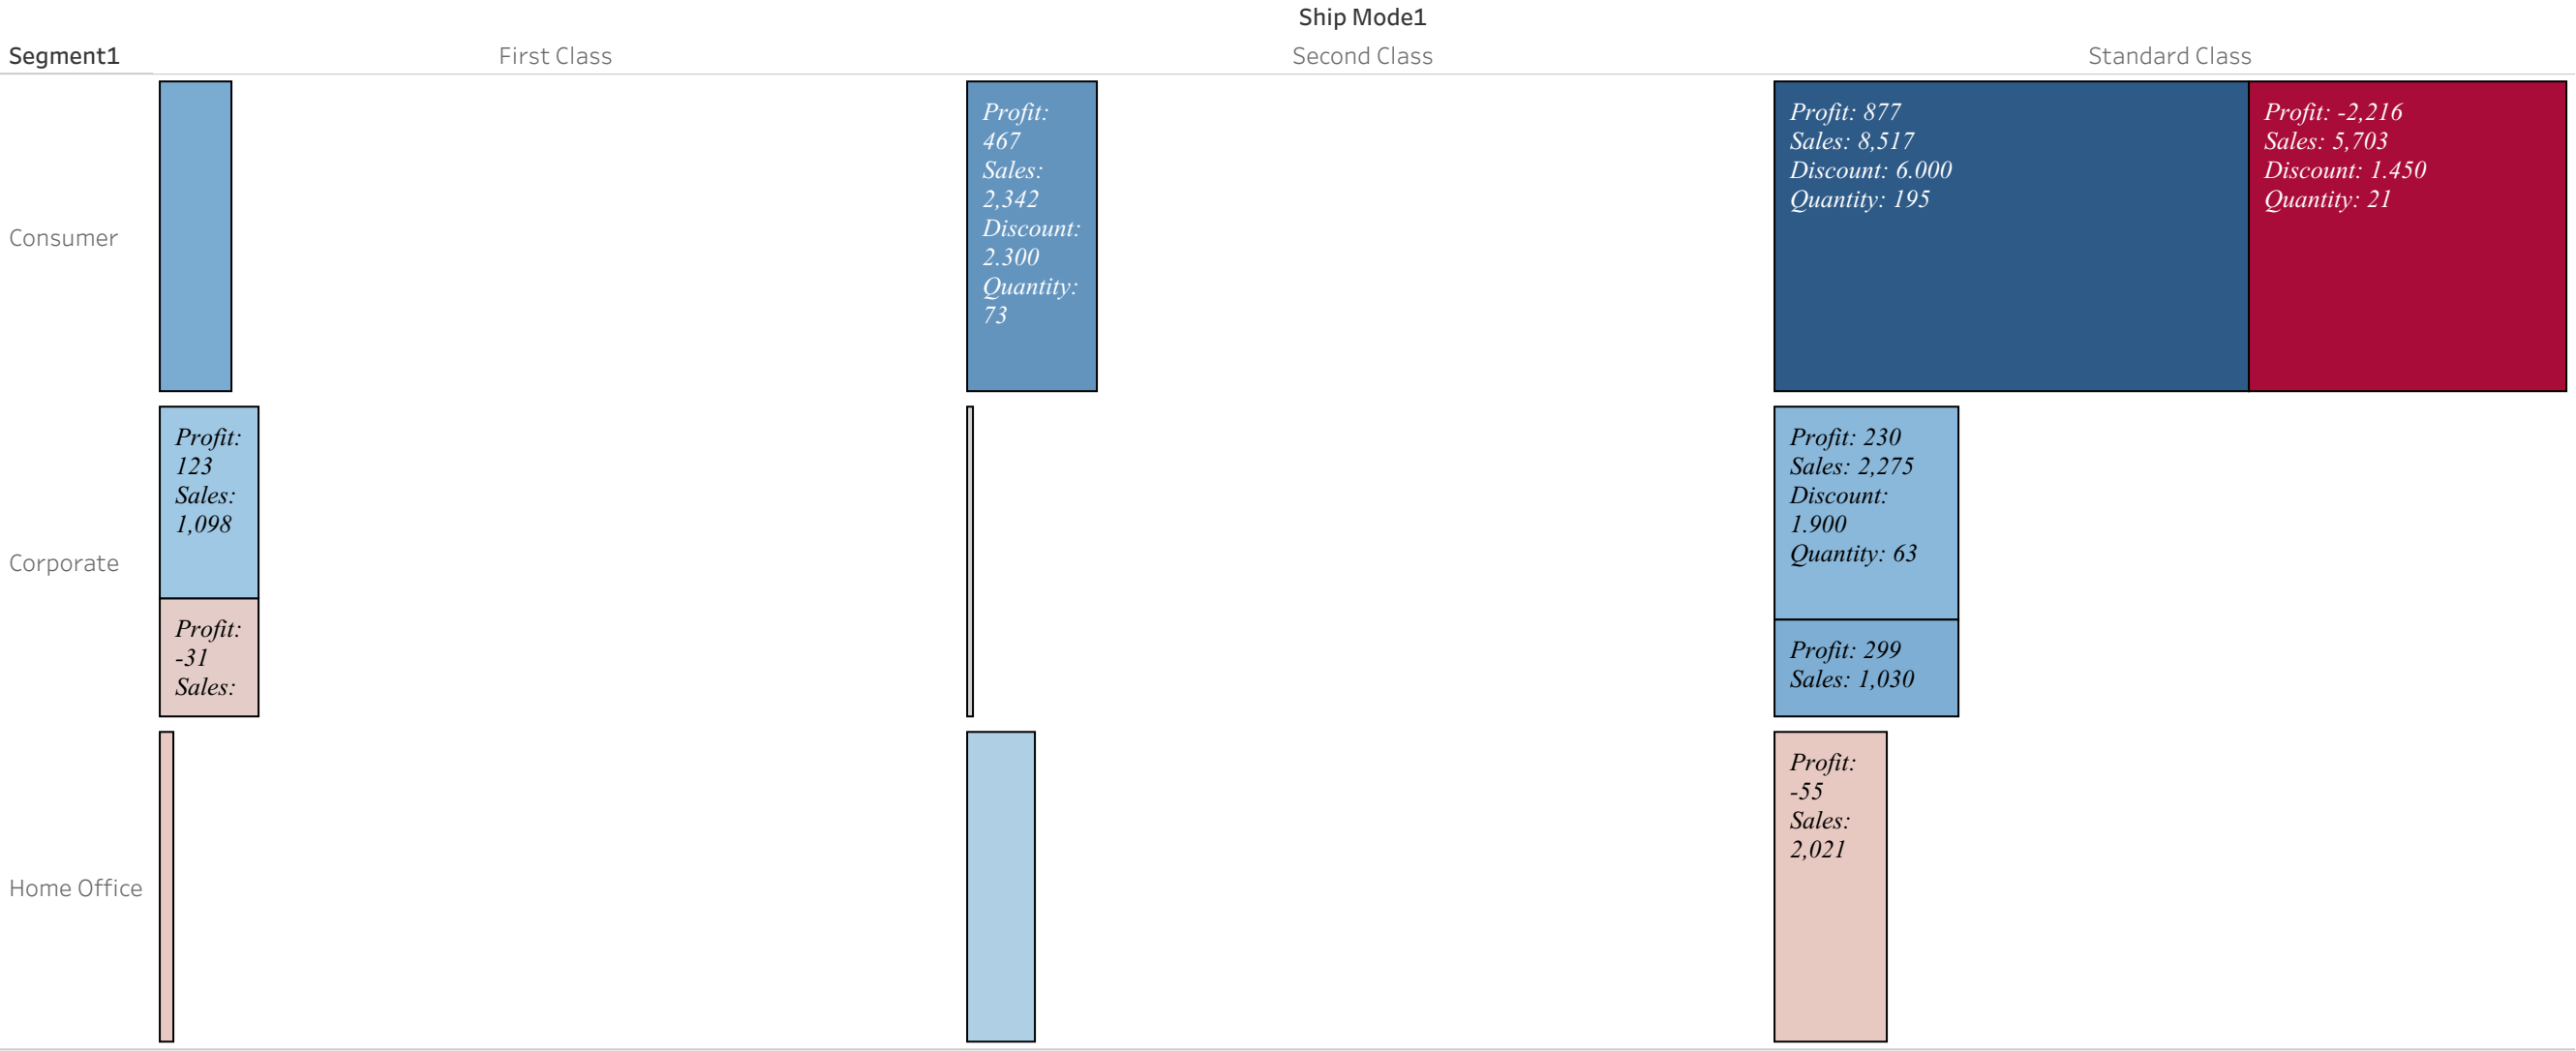 Ship Mode1
Segment1 First Class Second Class Standard Class
Consumer
Profit:
467
Sales:
2,342
Discount:
2.300
Quantity:
73
Profit: 877
Sales: 8,517
Discount: 6.000
Quantity: 195
Profit: -2,216
Sales: 5,703
Discount: 1.450
Quantity: 21
Corporate
Profit:
123
Sales:
1,098
Profit:
-31
Sales:
Profit: 230
Sales: 2,275
Discount:
1.900
Quantity: 63
Profit: 299
Sales: 1,030
Home Office
Profit:
-55
Sales:
2,021